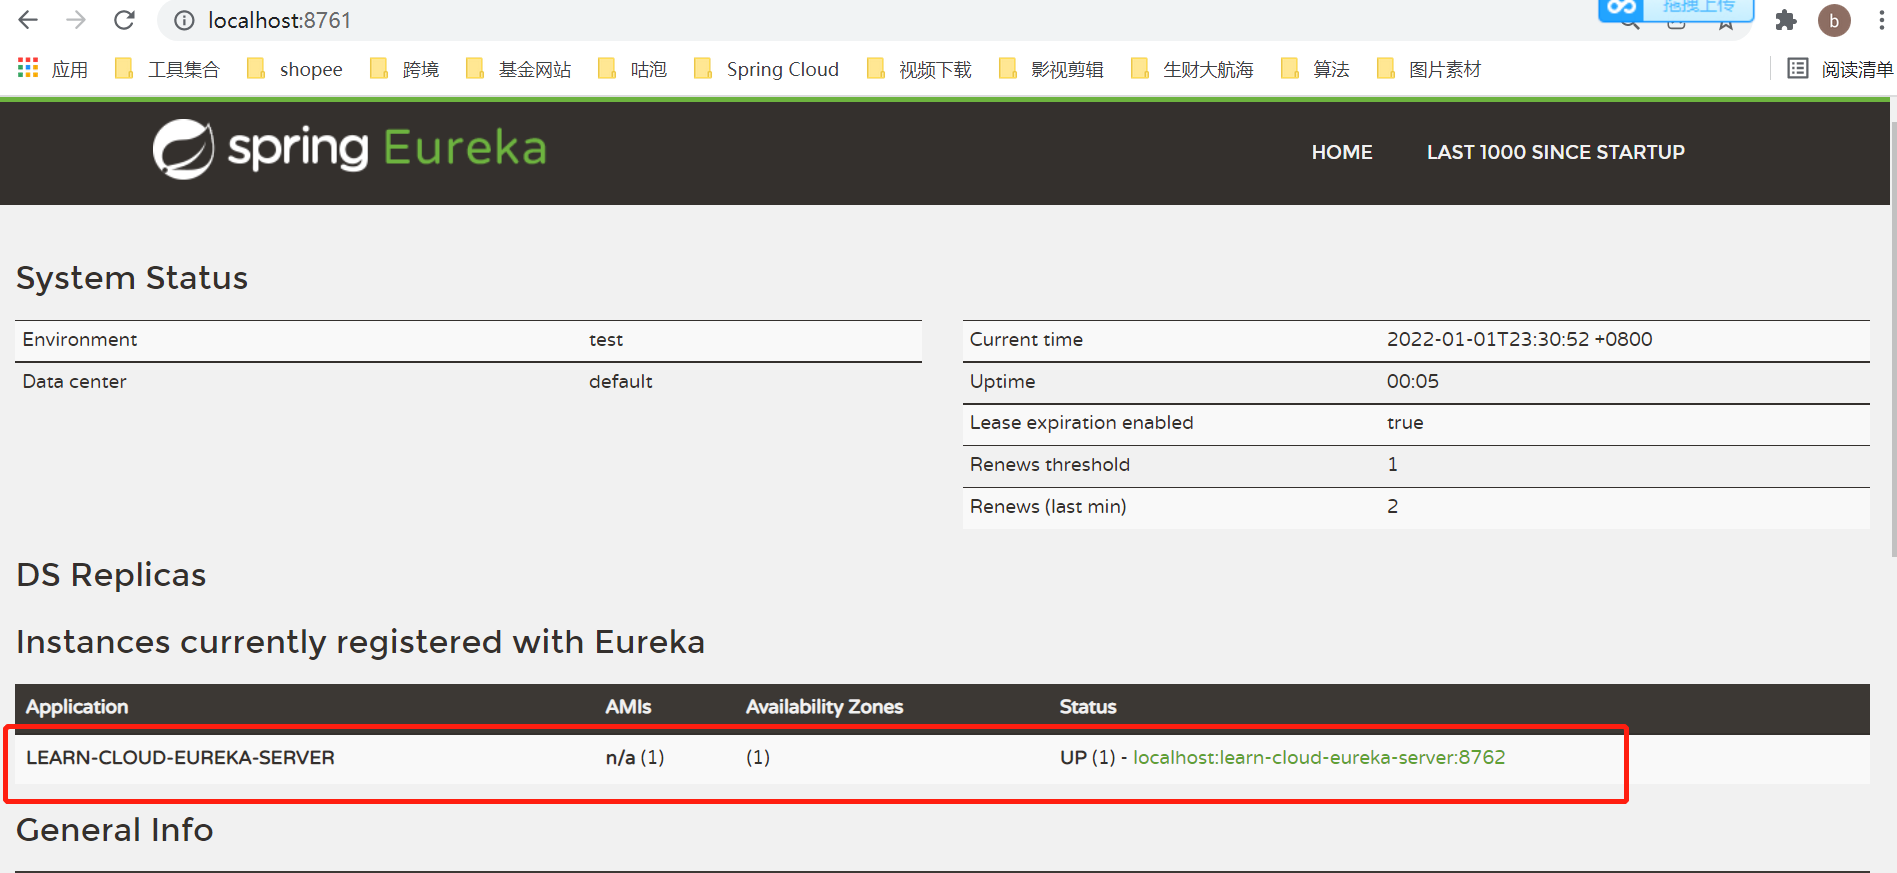 localhost:8761
拖拽上传
b
应用 工具集合 shopee 跨境 基金网站 咕泡 Spring Cloud 视频下载 影视剪辑 生财大航海 算法 图片素材 阅读清单
spring Eureka
HOME LAST 1000 SINCE STARTUP
System Status
Environment test
Data center default
Current time 2022-01-01T23:30:52 +0800
Uptime 00:05
Lease expiration enabled true
Renews threshold 1
Renews (last min) 2
DS Replicas
Instances currently registered with Eureka
Application AMIs Availability Zones Status
LEARN-CLOUD-EUREKA-SERVER n/a (1) (1) UP (1) - localhost:learn-cloud-eureka-server:8762
General Info